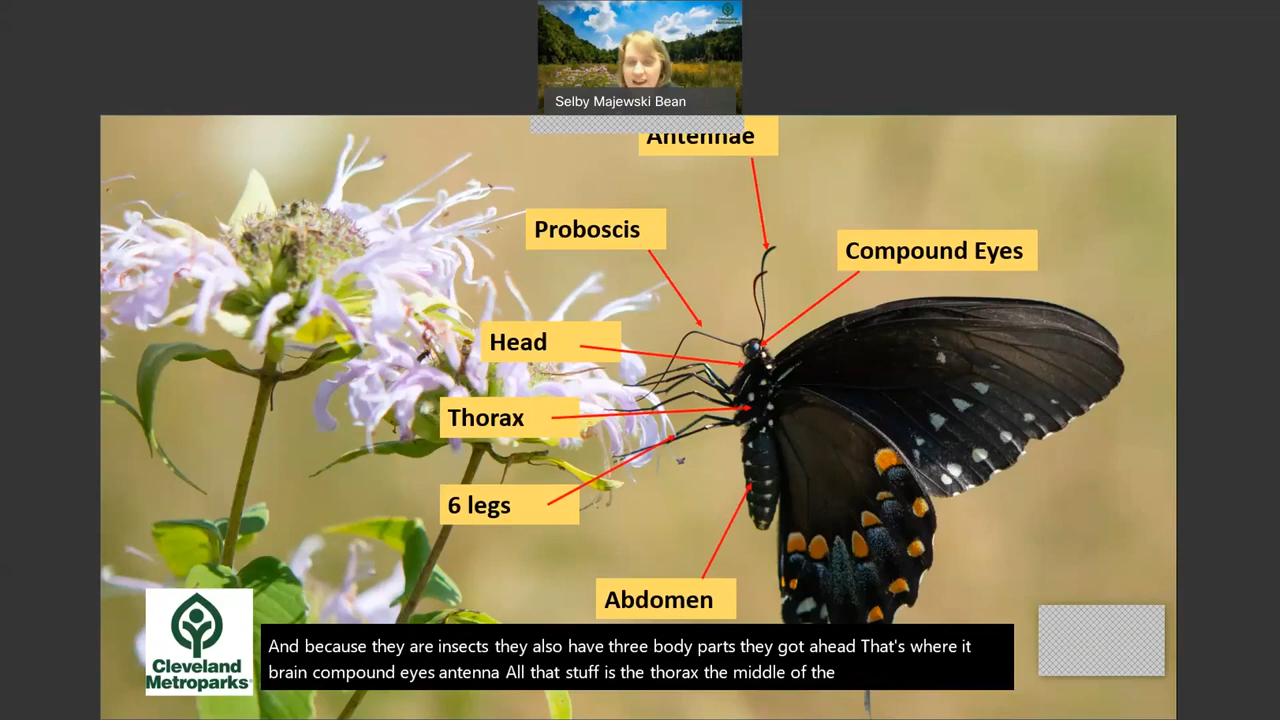 Selby Majewski Bean
Antennae
Proboscis
Compound Eyes
Head
Thorax
6 legs
Abdomen
Cleveland
Metroparks
And because they are insects they also have three body parts they got ahead That's where it
brain compound eyes antenna All that stuff is the thorax the middle of the